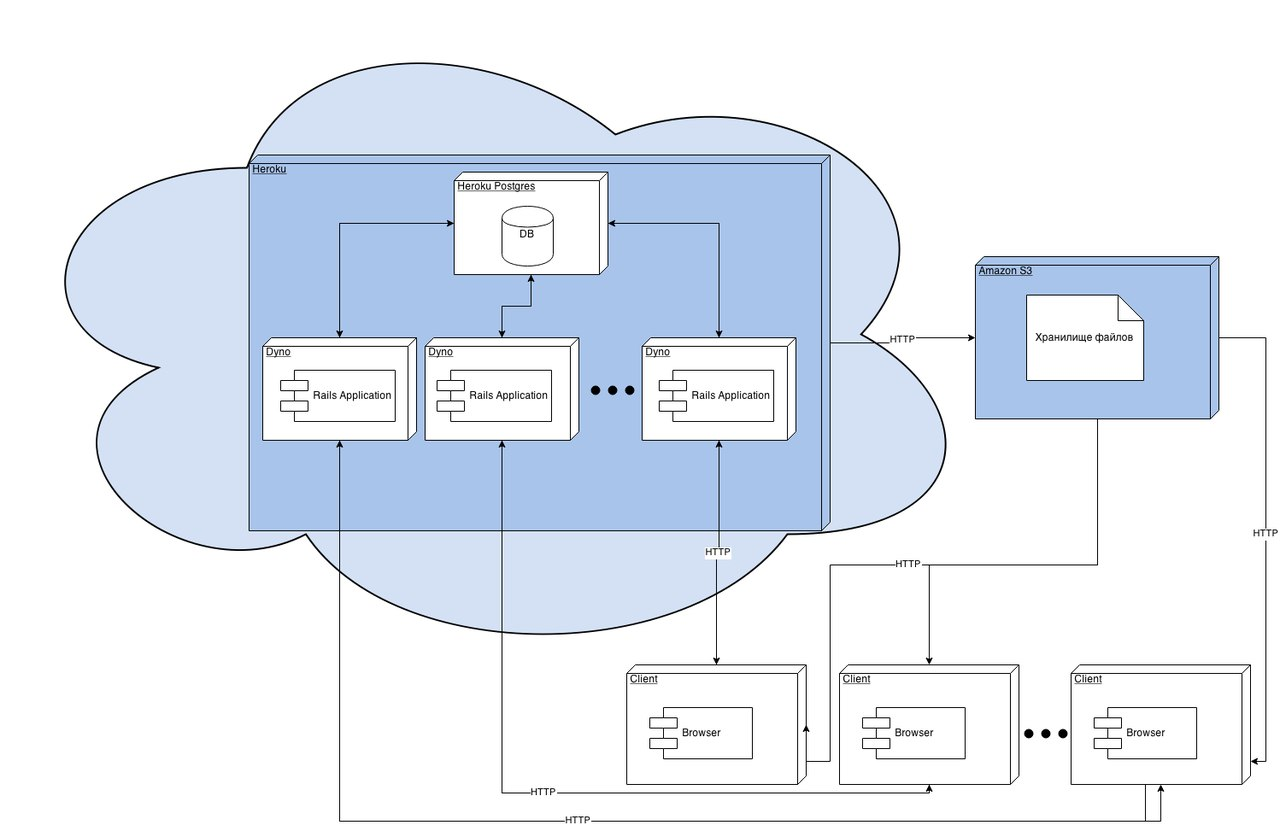 Heroku
Heroku Postgres
DB
Amazon S3
Хранилище файлов
HTTP
Dyno
Rails Application
Dyno
Rails Application
Dyno
Rails Application
HTTP
HTTP
HTTP
Client
Browser
Client
Browser
Client
Browser
HTTP
HTTP